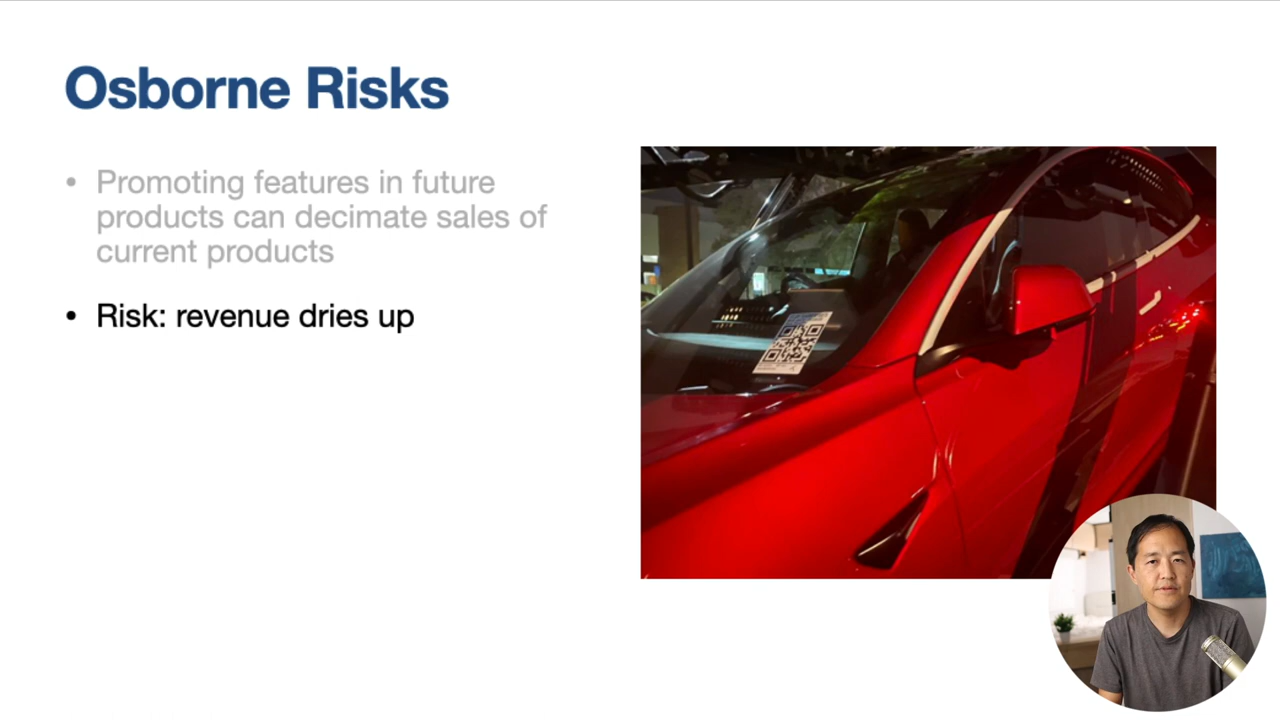 Osborne Risks
• Promoting features in future
products can decimate sales of
current products
• Risk: revenue dries up